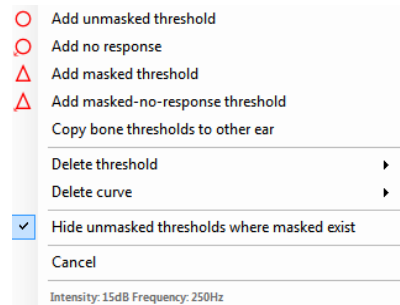 Add unmasked threshold
Add no response
Add masked threshold
Add masked-no-response threshold
Copy bone thresholds to other ear
Delete threshold
Delete curve
Hide unmasked thresholds where masked exist
Cancel
Intensity: 15dB Frequency: 250Hz